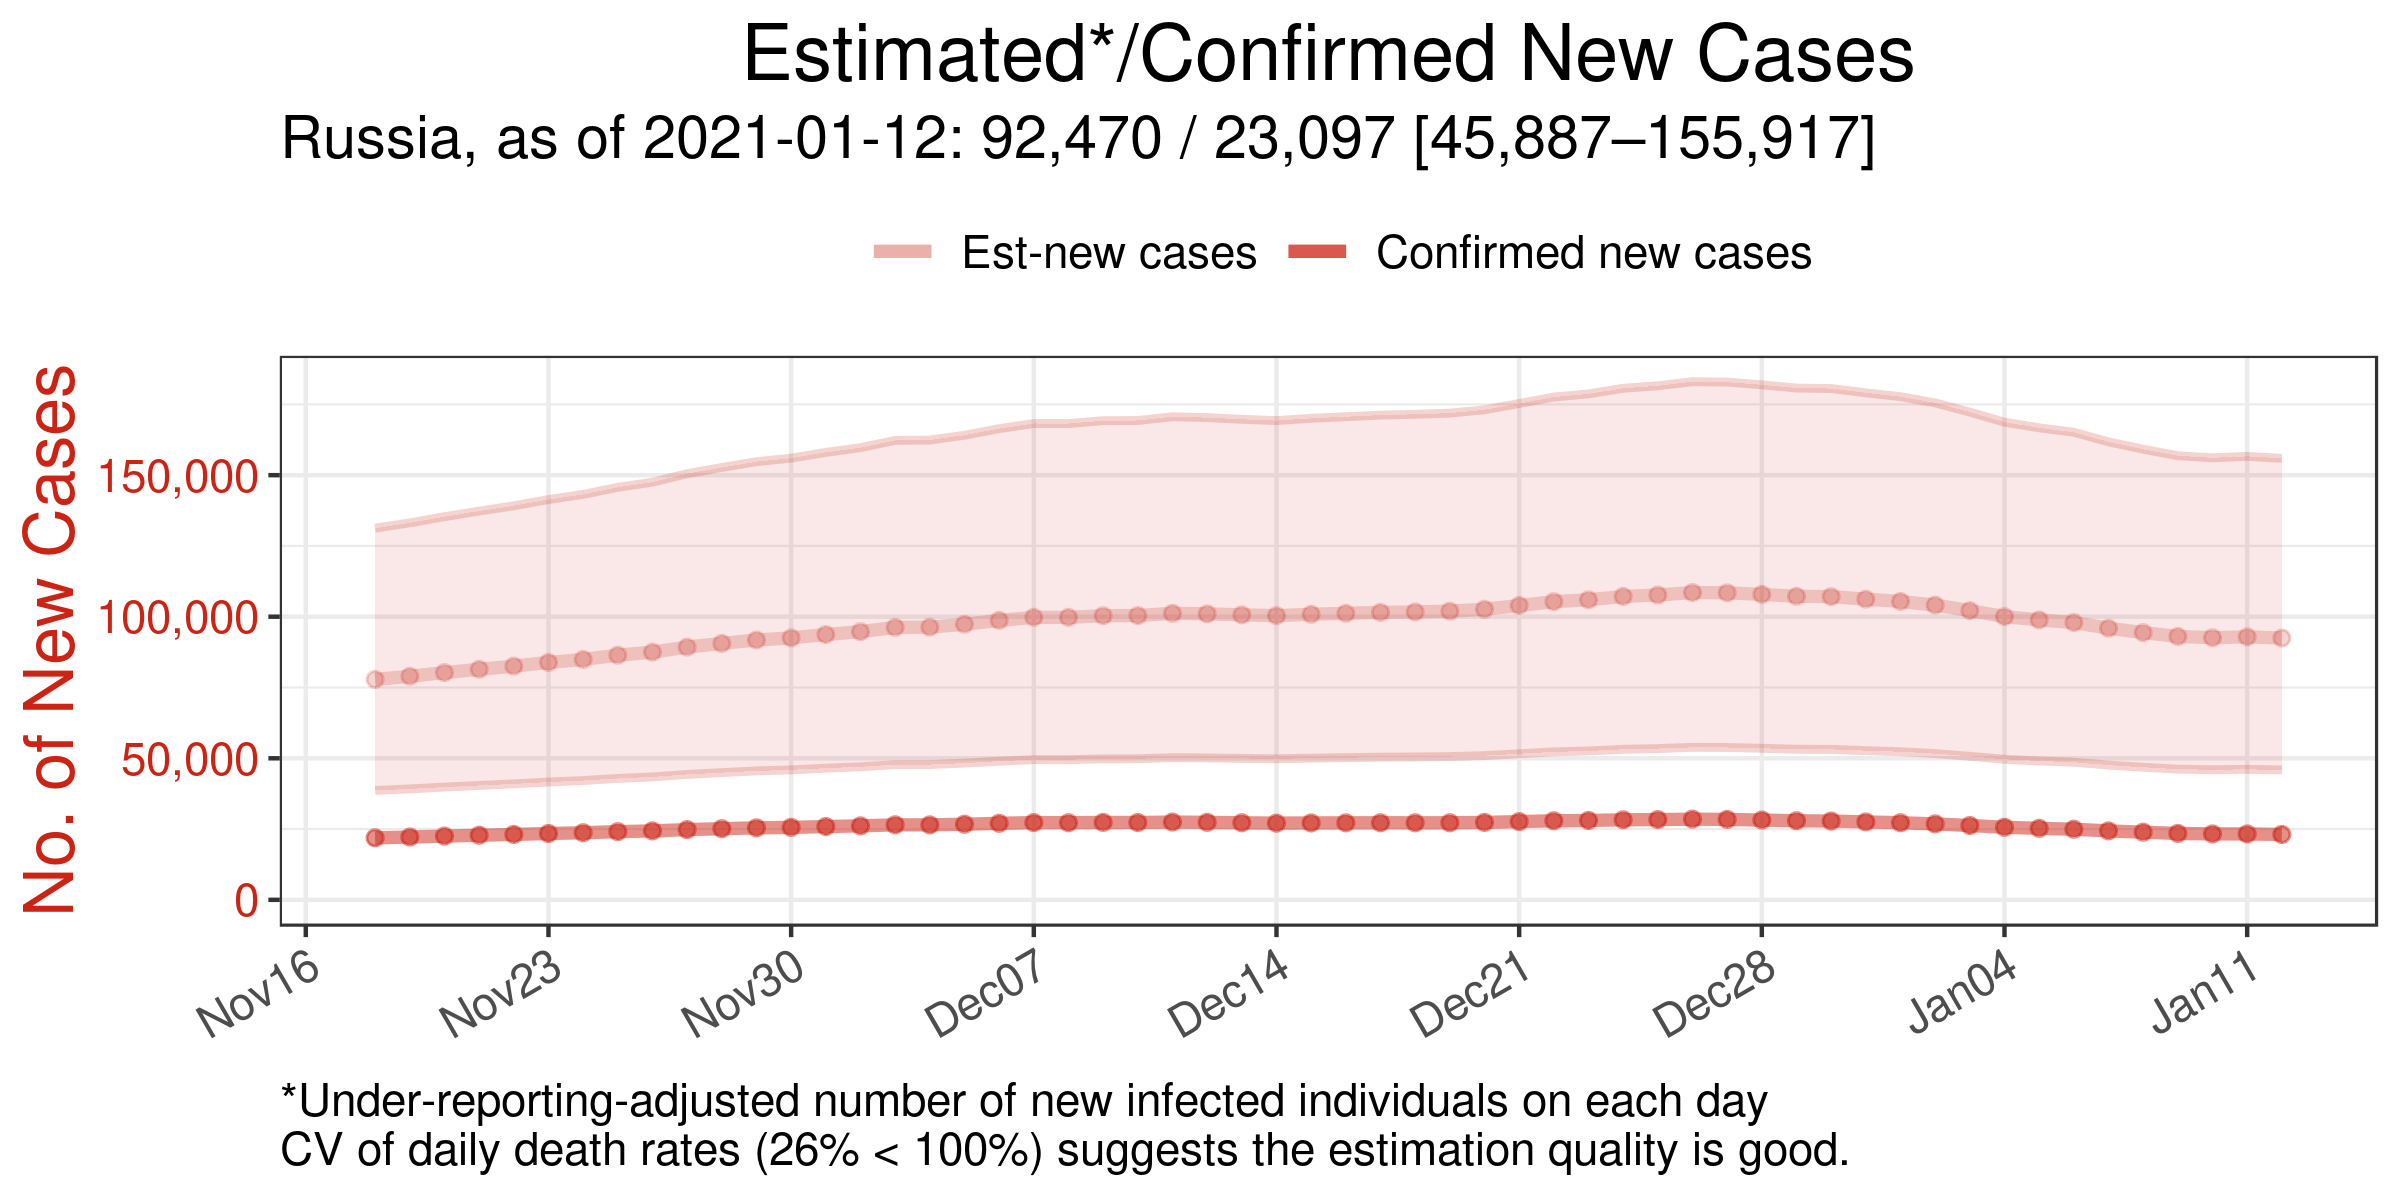 Estimated*/Confirmed New Cases
Russia, as of 2021-01-12: 92,470 / 23,097 [45,887–155,917]
Est-new cases
Confirmed new cases
No. of New Cases
150,000
100,000
50,000
0
Nov16
Nov23
Nov30
Dec07
Dec14
Dec21
Dec28
Jan04
Jan11
*Under-reporting-adjusted number of new infected individuals on each day
CV of daily death rates (26% < 100%) suggests the estimation quality is good.